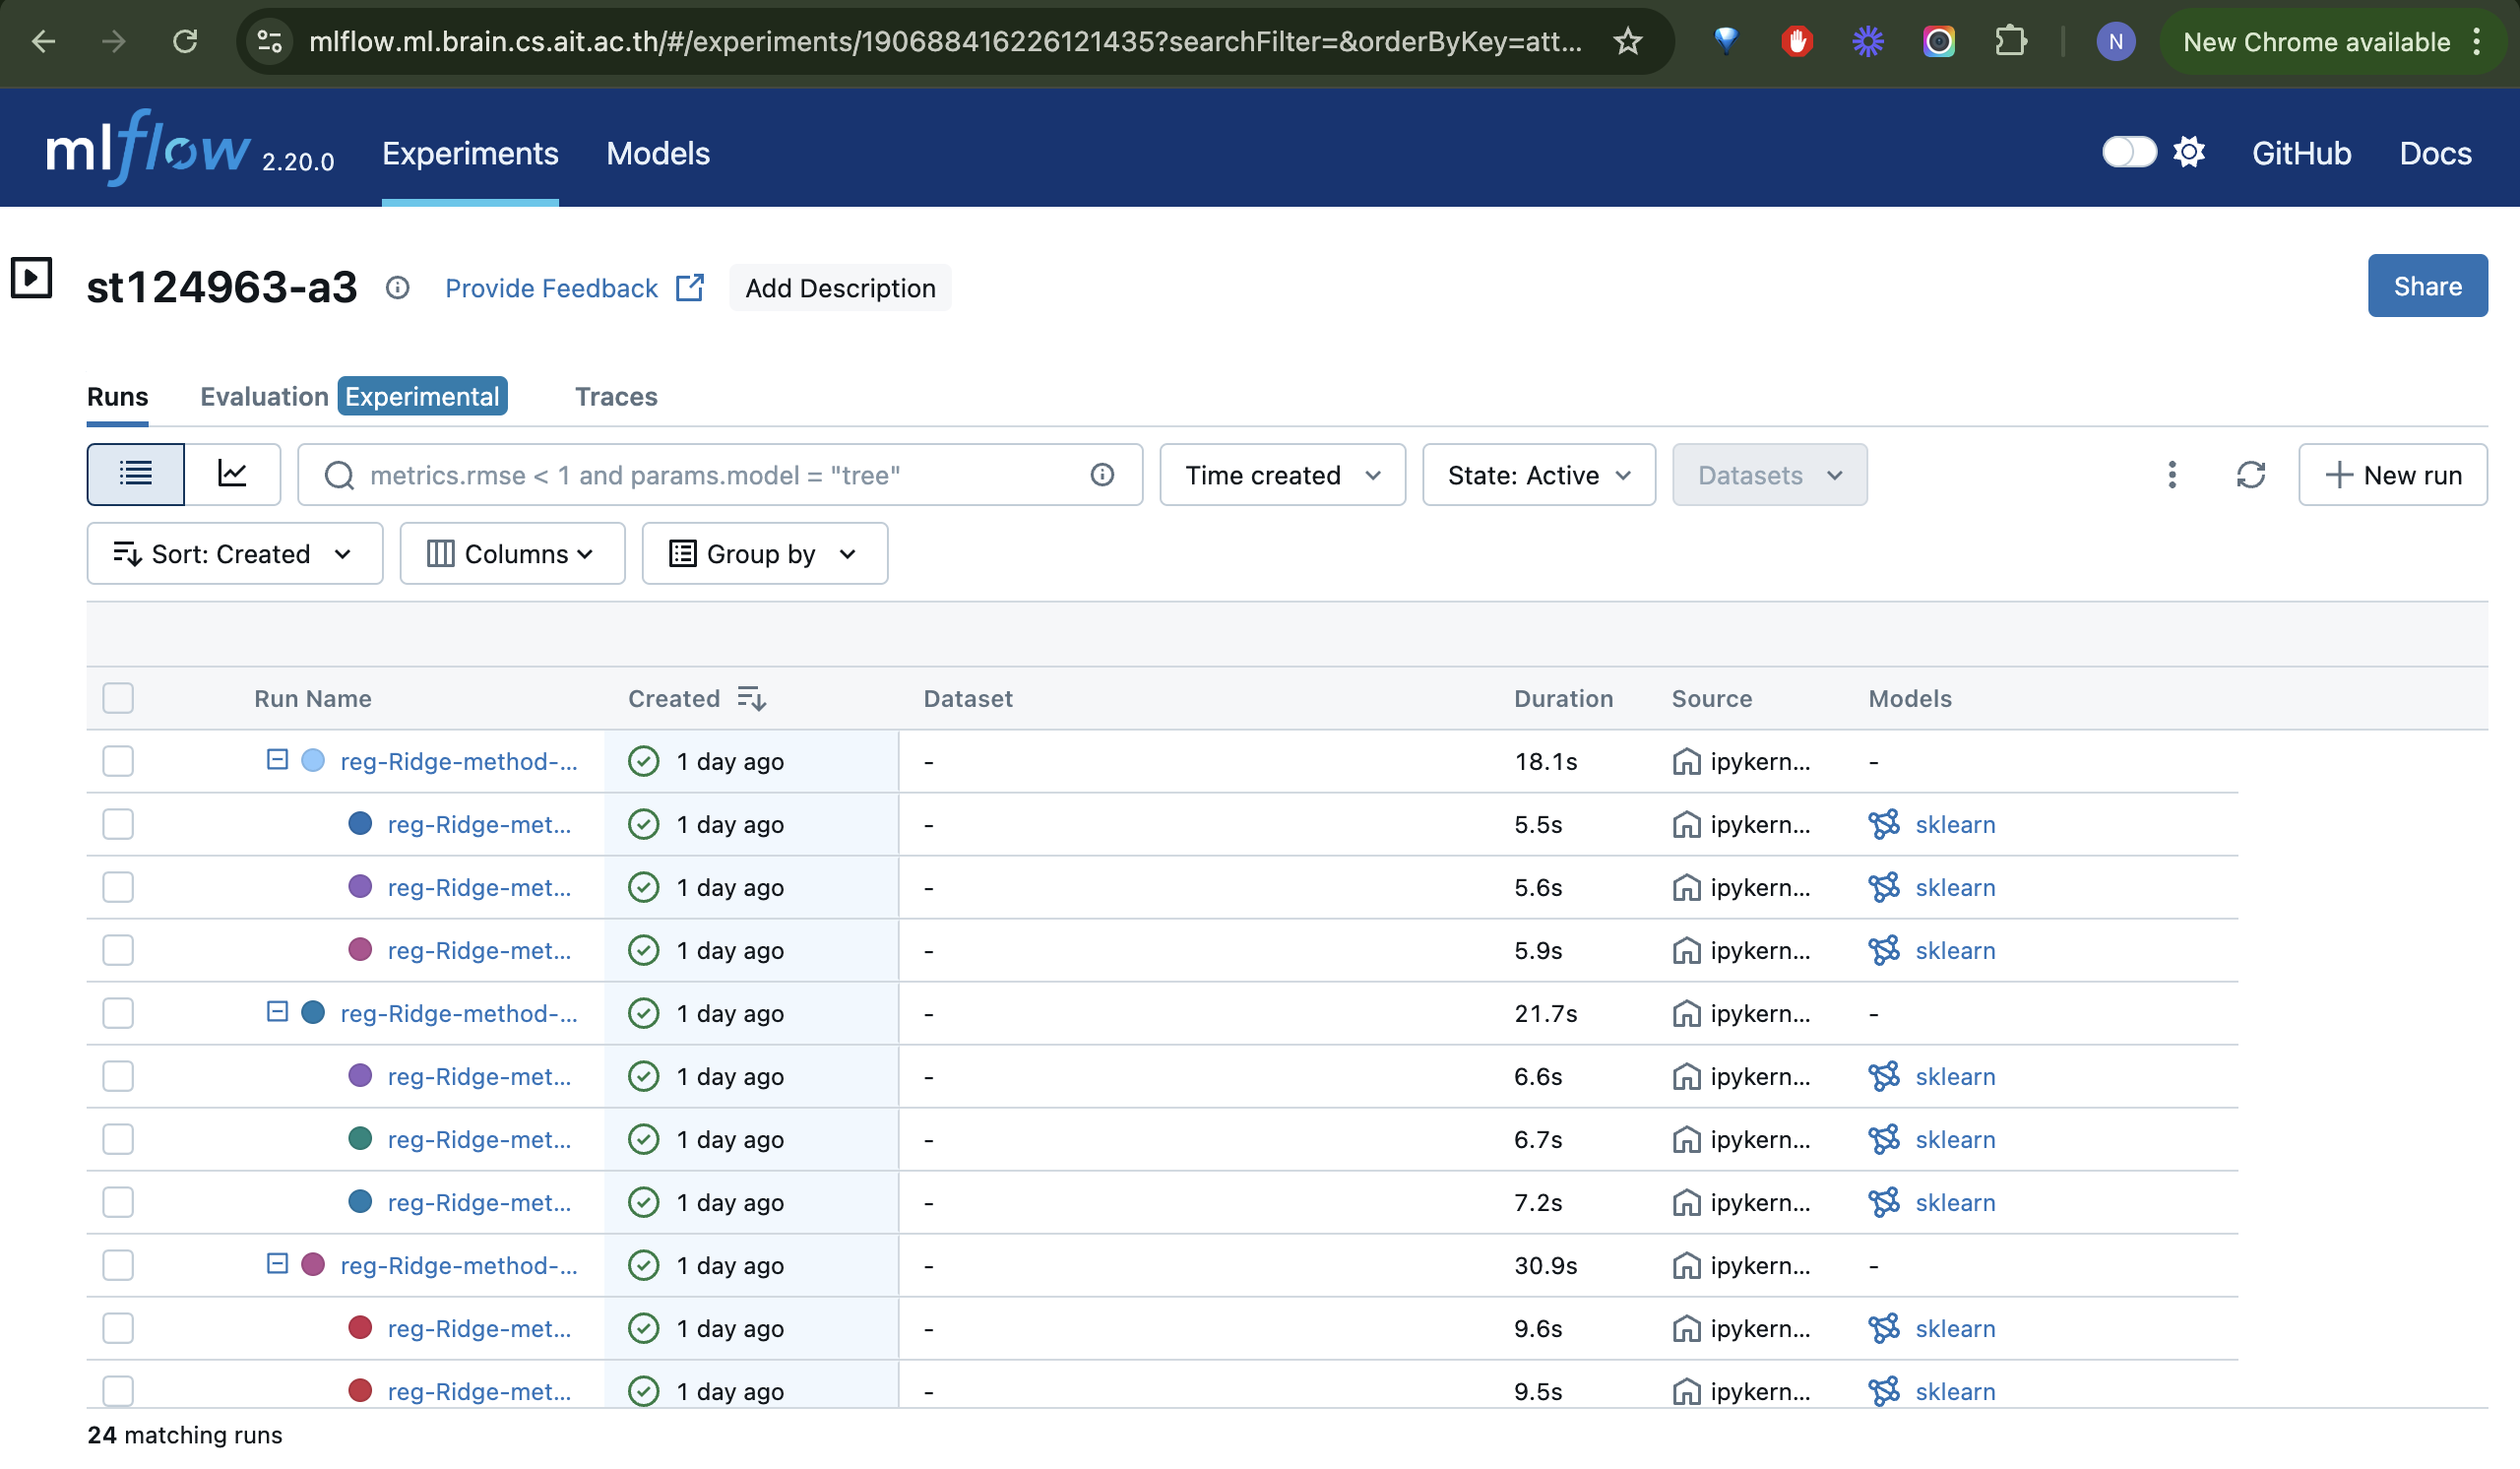 mlflow.ml.brain.cs.ait.ac.th/#/experiments/190688416226121435?searchFilter=&orderByKey=att... N New Chrome available
mlflow 2.20.0 Experiments Models GitHub Docs
st124963-a3 Provide Feedback Add Description Share
Runs Evaluation Experimental Traces
metrics.rmse < 1 and params.model = "tree" Time created State: Active Datasets New run
Sort: Created Columns Group by
Run Name Created Dataset Duration Source Models
reg-Ridge-method-... 1 day ago - 18.1s ipykern... -
reg-Ridge-met... 1 day ago - 5.5s ipykern... sklearn
reg-Ridge-met... 1 day ago - 5.6s ipykern... sklearn
reg-Ridge-met... 1 day ago - 5.9s ipykern... sklearn
reg-Ridge-method-... 1 day ago - 21.7s ipykern... -
reg-Ridge-met... 1 day ago - 6.6s ipykern... sklearn
reg-Ridge-met... 1 day ago - 6.7s ipykern... sklearn
reg-Ridge-met... 1 day ago - 7.2s ipykern... sklearn
reg-Ridge-method-... 1 day ago - 30.9s ipykern... -
reg-Ridge-met... 1 day ago - 9.6s ipykern... sklearn
reg-Ridge-met... 1 day ago - 9.5s ipykern... sklearn
24 matching runs